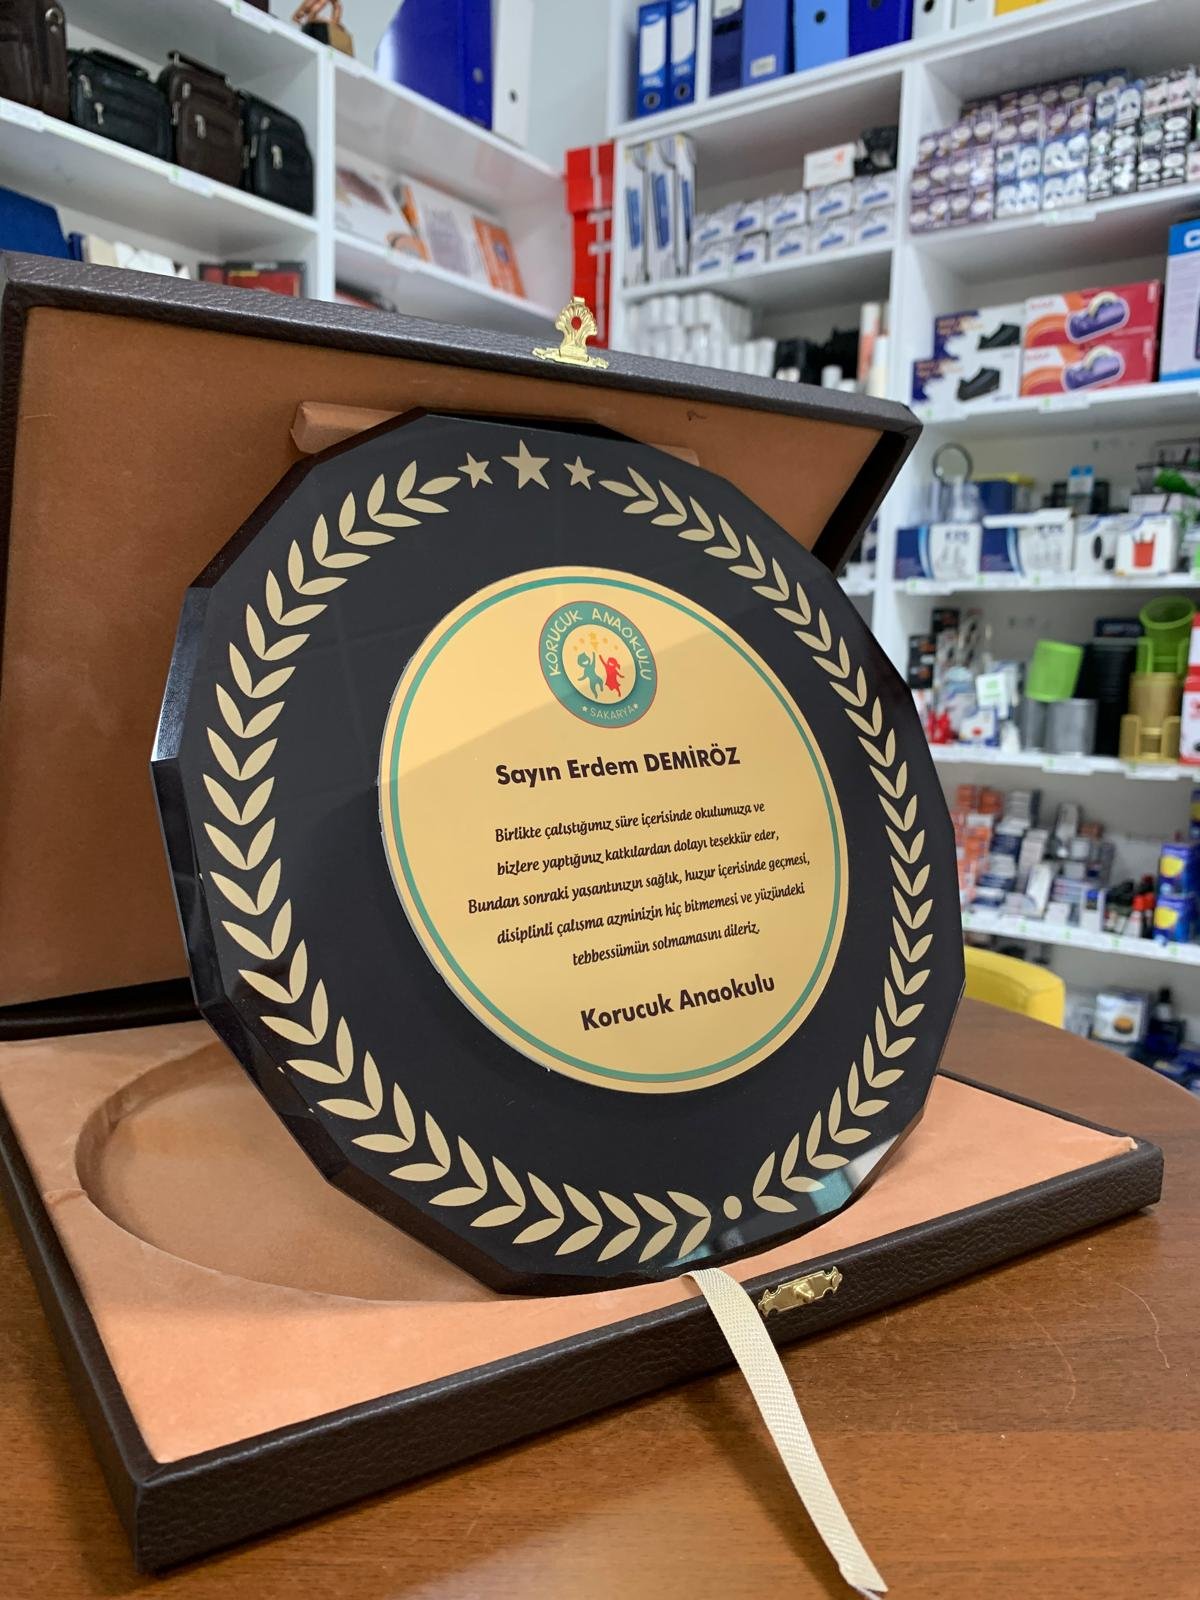 KORUCUK ANAOKULU
SAKARYA
Sayın Erdem DEMİRÖZ
Birlikte çalıştığımız süre içerisinde okulumuza ve
bizlere yaptığınız katkılardan dolayı teşekkür eder,
Bundan sonraki yaşantınızın sağlık, huzur içerisinde geçmesi,
disiplinli çalışma azminizin hiç bitmemesi ve yüzündeki
tebbessümün solmamasını dileriz.
Korucuk Anaokulu